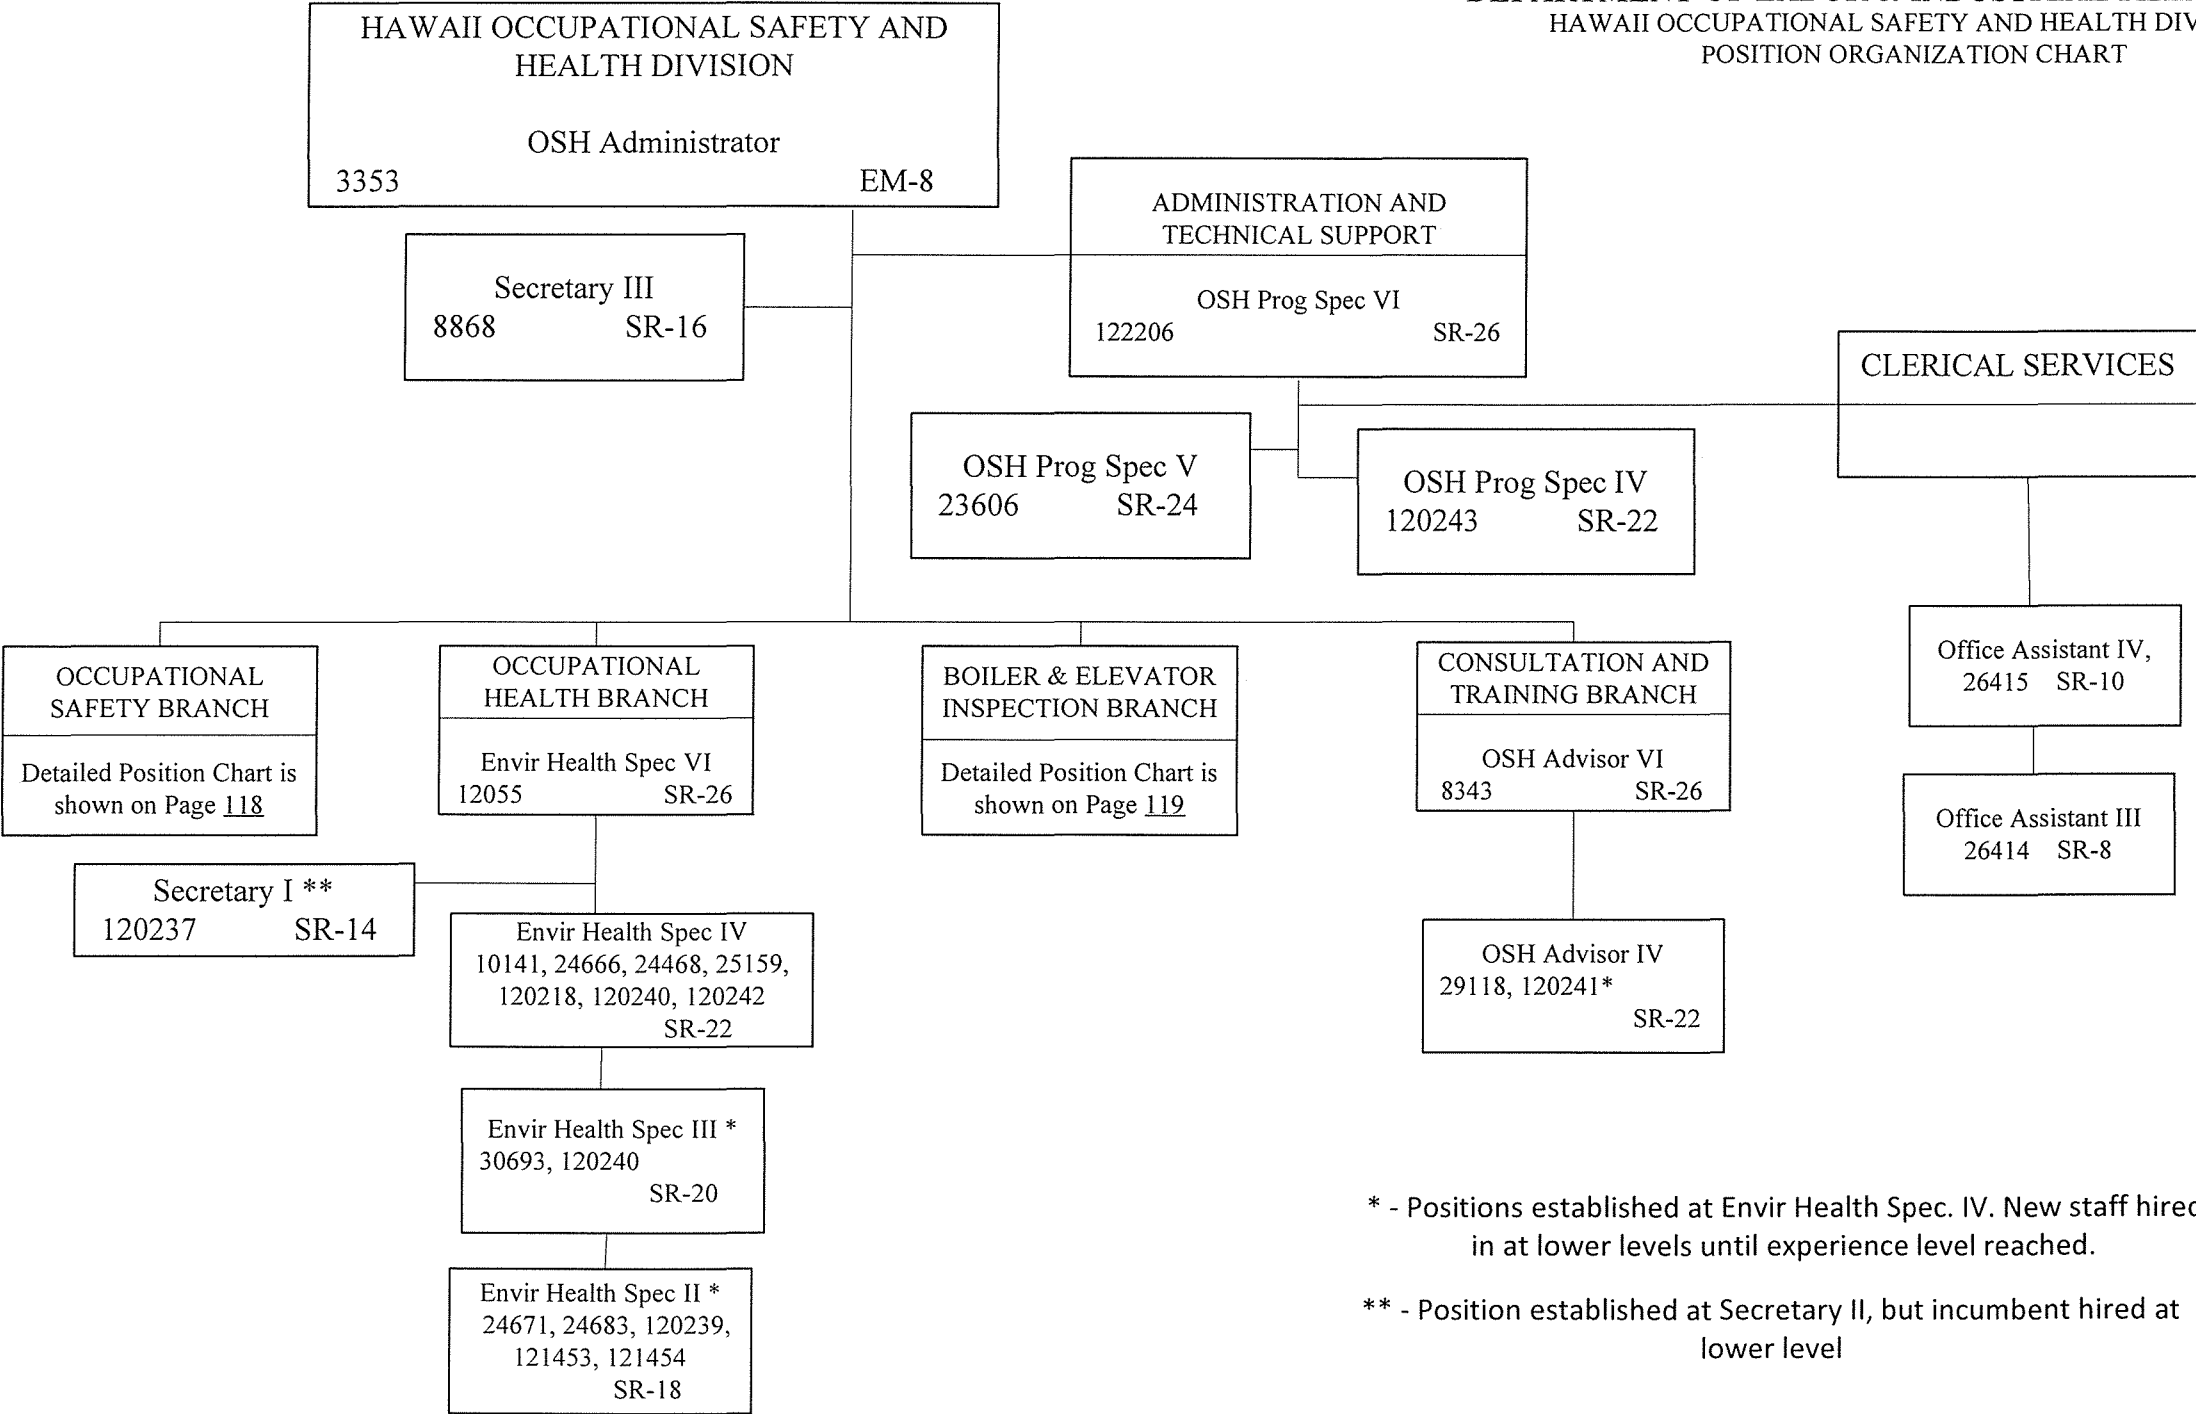 HAWAII OCCUPATIONAL SAFETY AND HEALTH DIV
POSITION ORGANIZATION CHART
HAWAII OCCUPATIONAL SAFETY AND
HEALTH DIVISION
OSH Administrator
3353 EM-8
Secretary III
8868 SR-16
ADMINISTRATION AND
TECHNICAL SUPPORT
OSH Prog Spec VI
122206 SR-26
CLERICAL SERVICES
OSH Prog Spec V
23606 SR-24
OSH Prog Spec IV
120243 SR-22
OCCUPATIONAL
SAFETY BRANCH
Detailed Position Chart is
shown on Page 118
OCCUPATIONAL
HEALTH BRANCH
Envir Health Spec VI
12055 SR-26
BOILER & ELEVATOR
INSPECTION BRANCH
Detailed Position Chart is
shown on Page 119
CONSULTATION AND
TRAINING BRANCH
OSH Advisor VI
8343 SR-26
Office Assistant IV,
26415 SR-10
Office Assistant III
26414 SR-8
Secretary I **
120237 SR-14
Envir Health Spec IV
10141, 24666, 24468, 25159,
120218, 120240, 120242
SR-22
OSH Advisor IV
29118, 120241*
SR-22
Envir Health Spec III *
30693, 120240
SR-20
Envir Health Spec II *
24671, 24683, 120239,
121453, 121454
SR-18
* - Positions established at Envir Health Spec. IV. New staff hired
in at lower levels until experience level reached.
** - Position established at Secretary II, but incumbent hired at
lower level